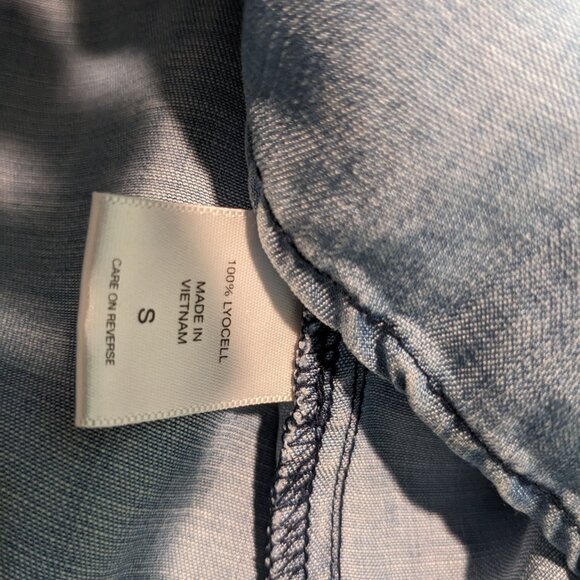 100% LYOCELL
MADE IN
VIETNAM
S
CARE ON REVERSE